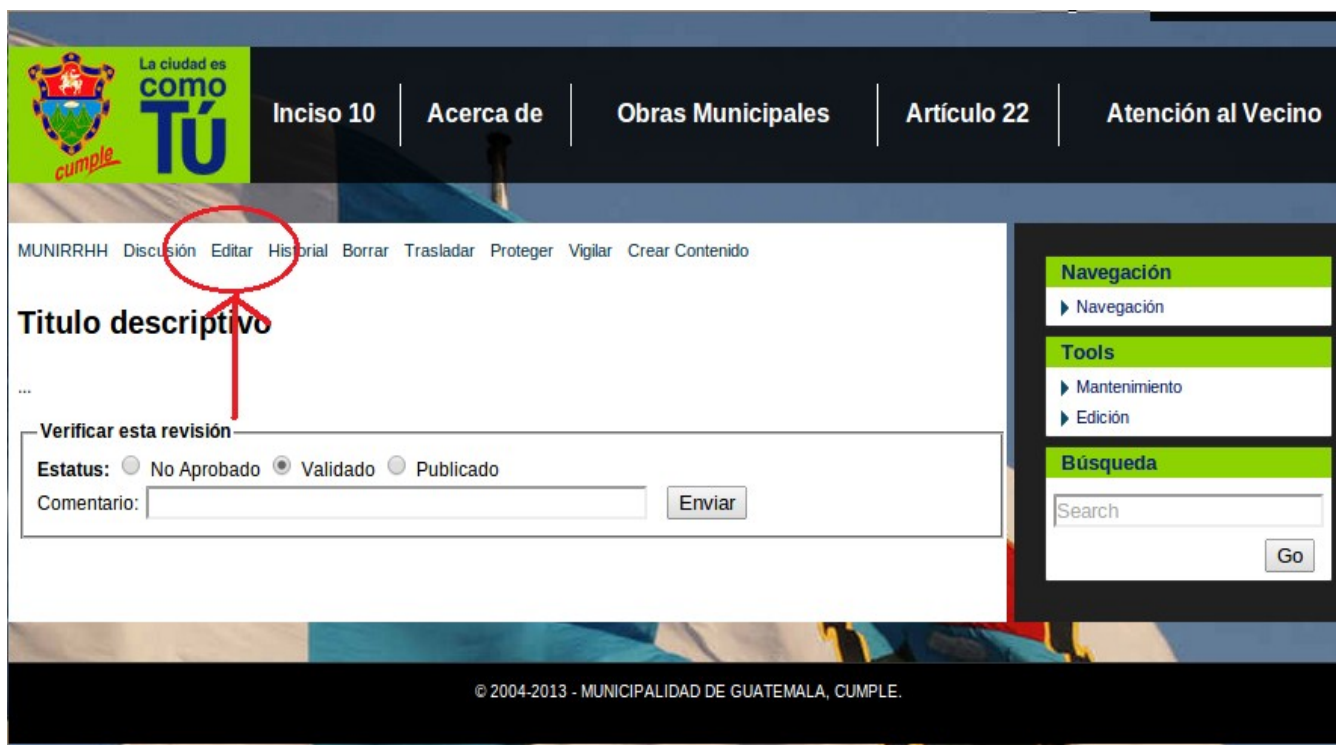 La ciudad es
como
TÚ
cumple
Inciso 10
Acerca de
Obras Municipales
Artículo 22
Atención al Vecino
MUNIRRHH Discusión Editar Historial Borrar Trasladar Proteger Vigilar Crear Contenido
Titulo descriptivo
...
Verificar esta revisión
Estatus: No Aprobado Validado Publicado
Comentario: Enviar
Navegación
Navegación
Tools
Mantenimiento
Edición
Búsqueda
Search
Go
© 2004-2013 - MUNICIPALIDAD DE GUATEMALA, CUMPLE.